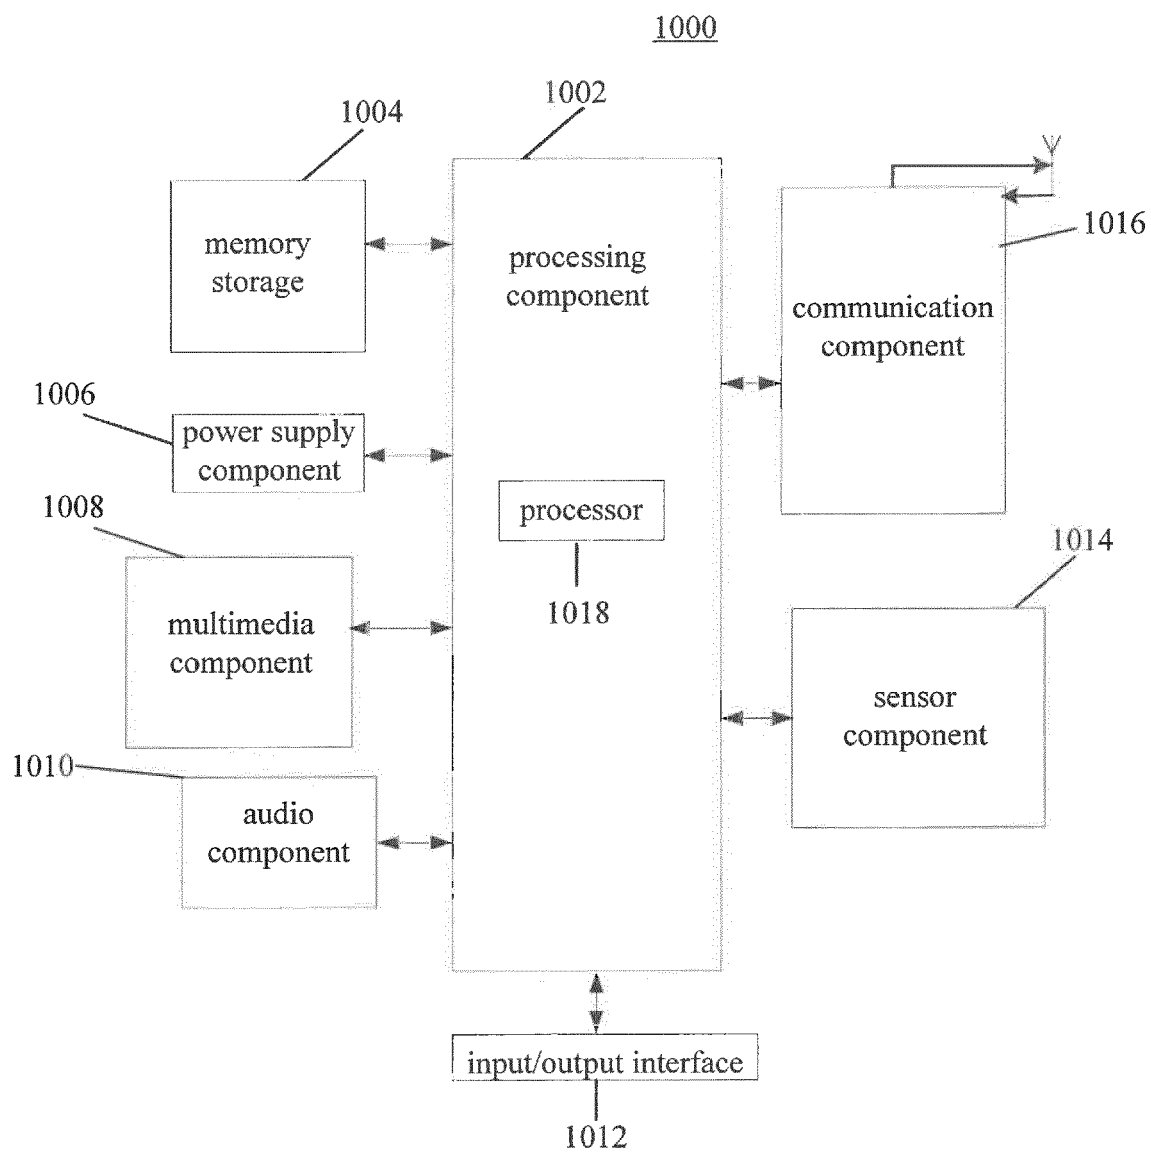 1000
1002
1004
memory
storage
processing
component
1016
communication
component
1006
power supply
component
processor
1018
1008
multimedia
component
1014
sensor
component
1010
audio
component
input/output interface
1012